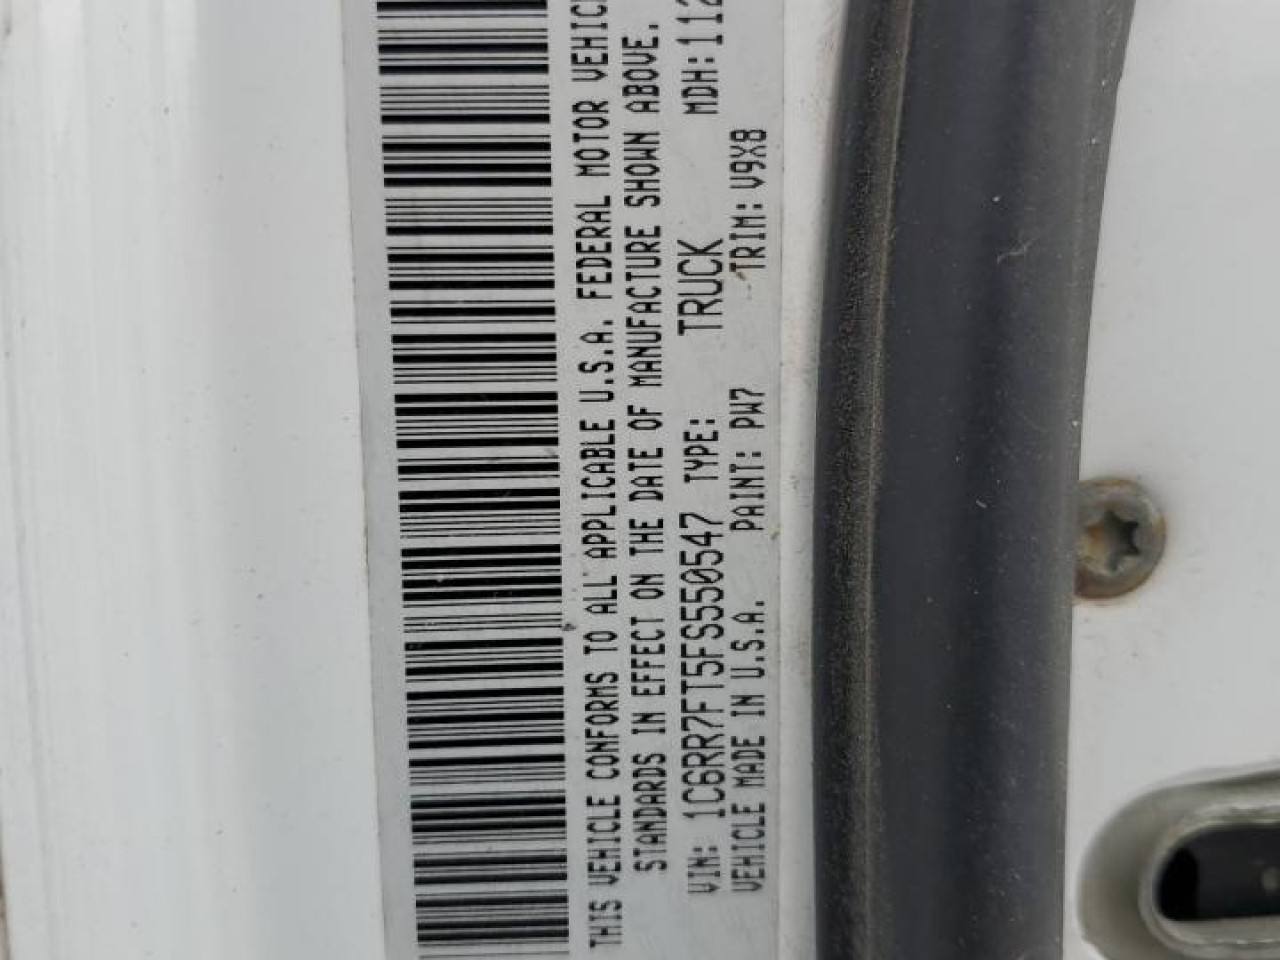 THIS VEHICLE CONFORMS TO ALL APPLICABLE U.S.A. FEDERAL MOTOR VEHIC
STANDARDS IN EFFECT ON THE DATE OF MANUFACTURE SHOWN ABOVE.
VIN: 1C6RR7FT5FS550547 TYPE: TRUCK MDH:112
VEHICLE MADE IN U.S.A. PAINT: PW7 TRIM: V9X8